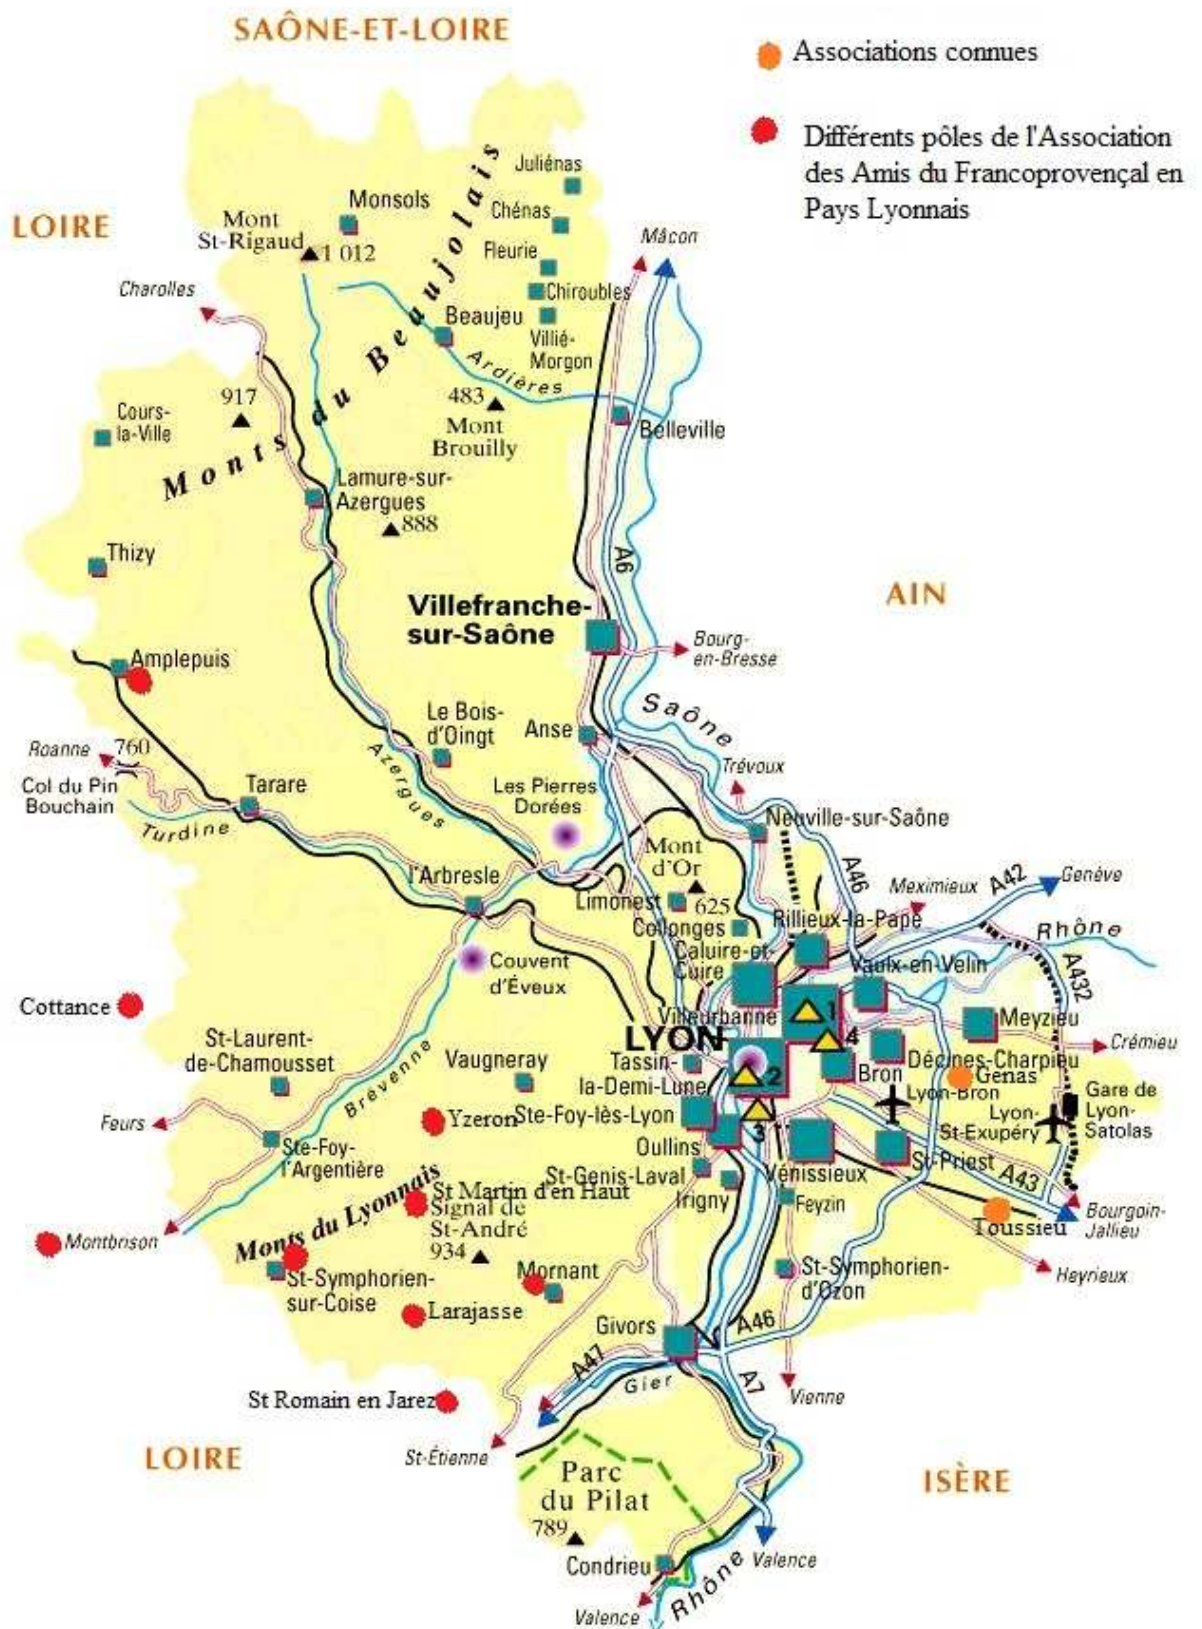 SAÔNE-ET-LOIRE
Associations connues
Différents pôles de l'Association
des Amis du Francoprovençal en
Pays Lyonnais
LOIRE
Juliénas
Monsols
Chénas
Mont
St-Rigaud
1 012
Fleurie
Mâcon
Charolles
Chiroubles
Beaujeu
Villié-
Morgon
Monts du Beaujolais
Ardières
917
483
Mont
Brouilly
Cours-
la-Ville
Belleville
Lamure-sur-
Azergues
888
Thizy
A6
AIN
Villefranche-
sur-Saône
Bourg-
en-Bresse
Amplepuis
Saône
Le Bois-
d'Oingt
Anse
Roanne
760
Col du Pin
Bouchain
Azergues
Trévoux
Tarare
Les Pierres
Dorées
Turdine
Neuville-sur-Saône
Mont
d'Or
625
A46
l'Arbresle
Limonest
Meximieux
A42
Genève
Collonges
Rillieux-la-Pape
Rhône
Caluire-et-
Cuire
Vaulx-en-Velin
A432
Couvent
d'Éveux
Cottance
Villeurbanne
1
Meyzieu
LYON
4
Crémieu
St-Laurent-
de-Chamousset
Brévenne
Vaugneray
Tassin-
la-Demi-Lune
2
Bron
Décines-Charpieu
Genas
Lyon-Bron
Gare de
Lyon-
Satolas
Lyon-
St-Exupéry
Feurs
Yzeron
Ste-Foy-lès-Lyon
3
Ste-Foy-
l'Argentière
Oullins
Vénissieux
St-Priest
A43
St-Genis-Laval
Irigny
Feyzin
Monts du Lyonnais
St Martin d'en Haut
Signal de
St-André
934
Toussieu
Bourgoin-
Jallieu
Montbrison
St-Symphorien-
sur-Coise
Mornant
St-Symphorien-
d'Ozon
Heyrieux
Larajasse
Givors
A46
A47
Gier
A7
Vienne
St Romain en Jarez
St-Étienne
LOIRE
Parc
du Pilat
789
ISÈRE
Condrieu
Rhône
Valence
Valence